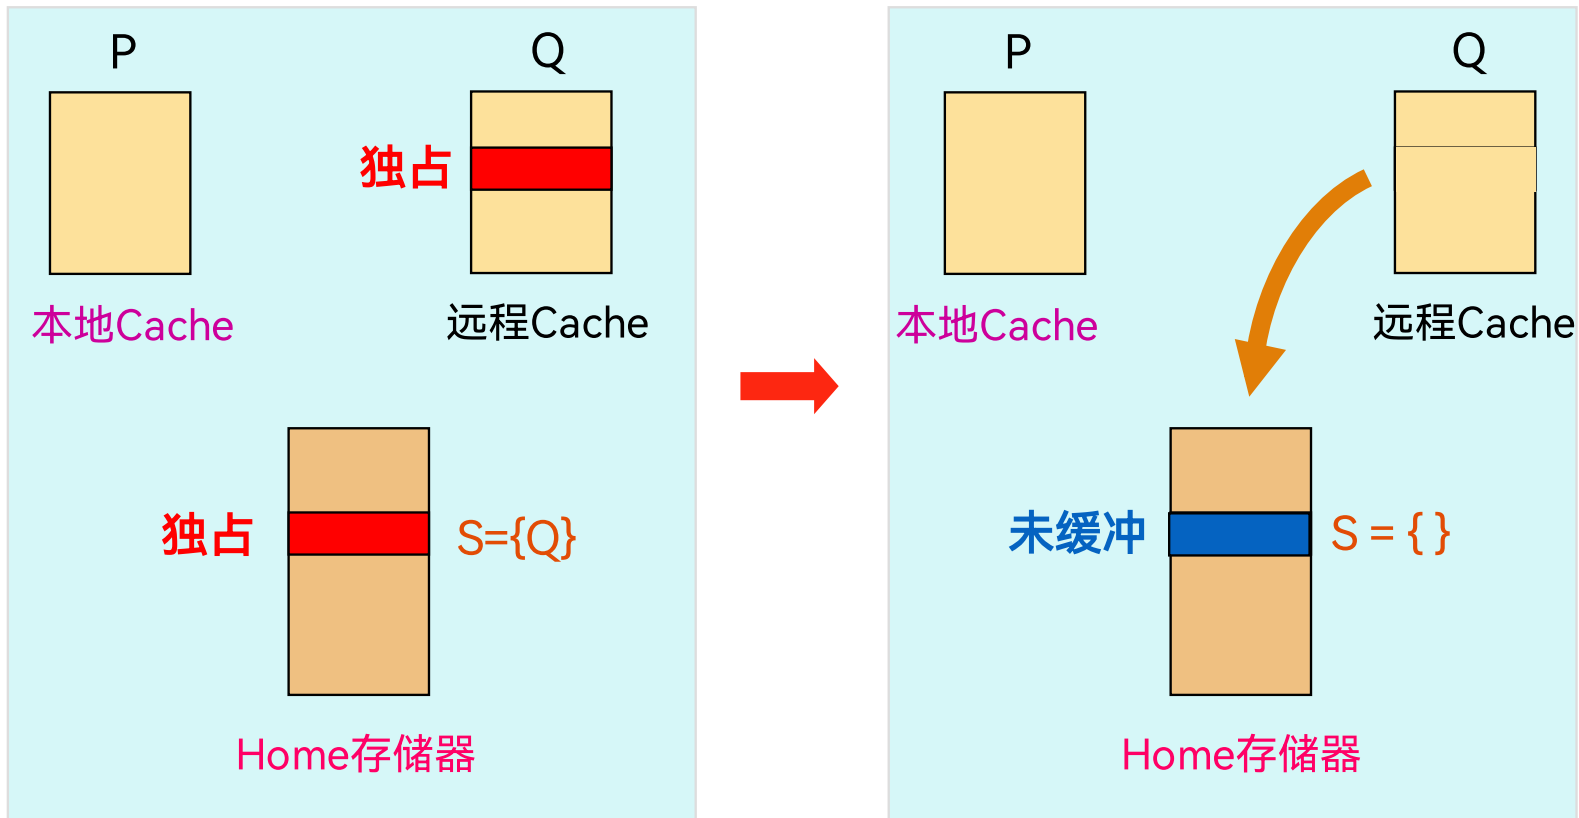 P
Q
独占
本地Cache
远程Cache
独占
S={Q}
Home存储器
P
Q
本地Cache
远程Cache
未缓冲
S = { }
Home存储器